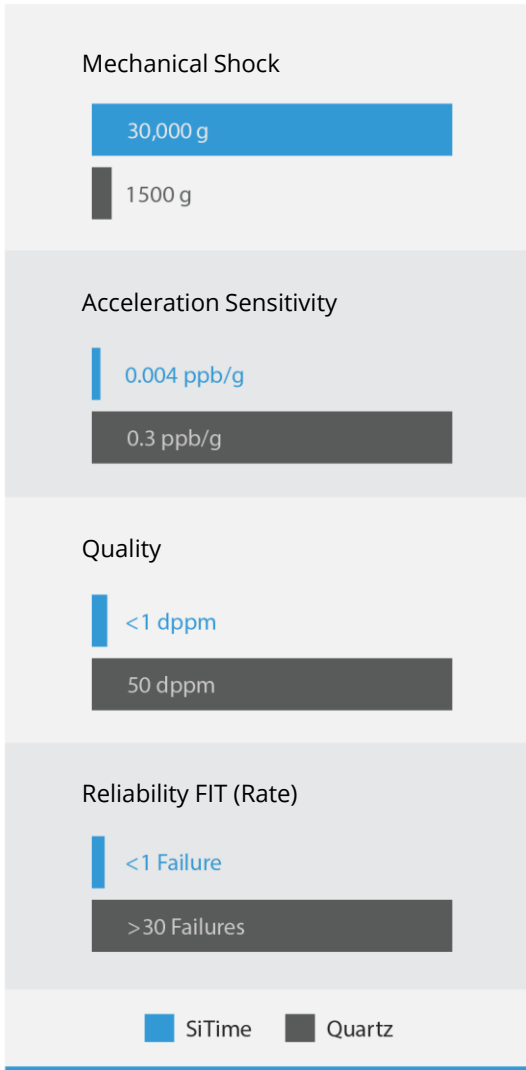 Mechanical Shock
30,000 g
1500 g
Acceleration Sensitivity
0.004 ppb/g
0.3 ppb/g
Quality
<1 dppm
50 dppm
Reliability FIT (Rate)
<1 Failure
>30 Failures
SiTime Quartz